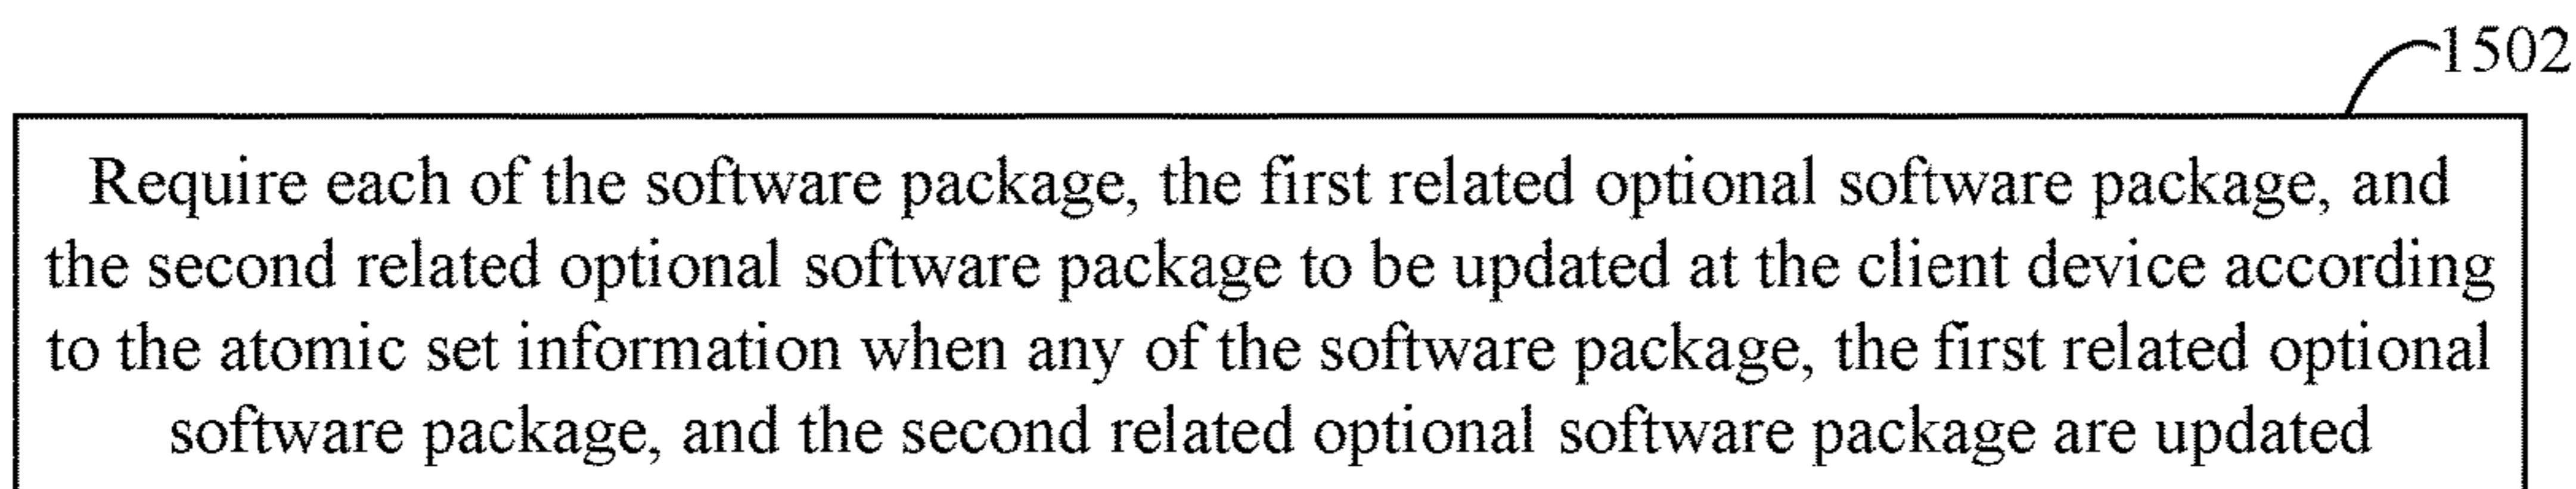 1502
Require each of the software package, the first related optional software package, and
the second related optional software package to be updated at the client device according
to the atomic set information when any of the software package, the first related optional
software package, and the second related optional software package are updated